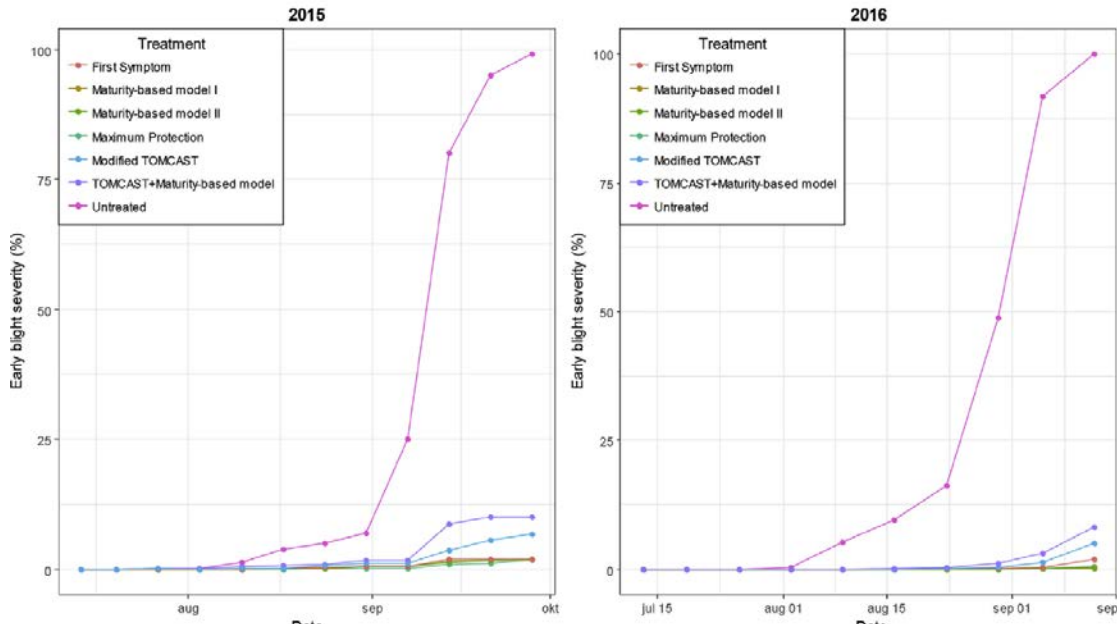 2015
Treatment
First Symptom
Maturity-based model I
Maturity-based model II
Maximum Protection
Modified TOMCAST
TOMCAST+Maturity-based model
Untreated
100
75
50
25
0
Early blight severity (%)
aug
sep
okt
2016
Treatment
First Symptom
Maturity-based model I
Maturity-based model II
Maximum Protection
Modified TOMCAST
TOMCAST+Maturity-based model
Untreated
100
75
50
25
0
Early blight severity (%)
jul 15
aug 01
aug 15
sep 01
sep